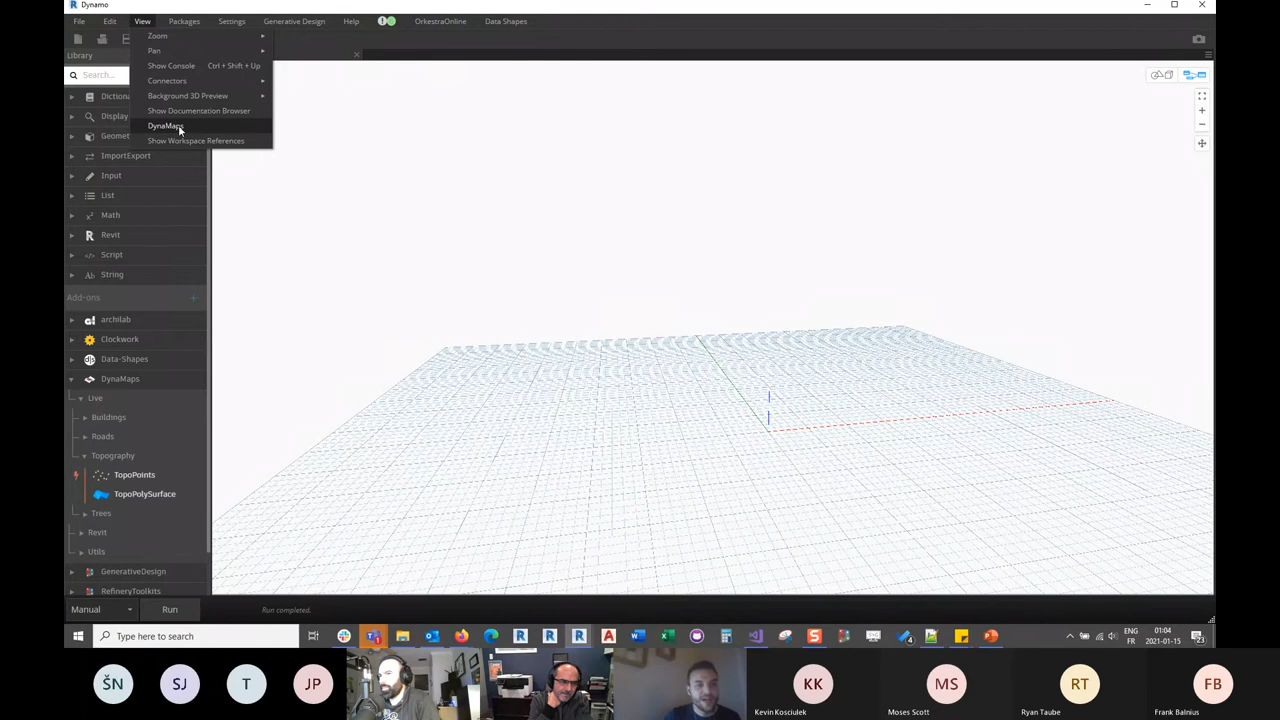 Dynamo
File Edit View Packages Settings Generative Design Help OrkestraOnline Data Shapes
Zoom
Pan
Show Console Ctrl + Shift + Up
Connectors
Background 3D Preview
Show Documentation Browser
DynaMaps
Show Workspace References
Library
Search...
Dictiona
Display
Geomet
ImportExport
Input
List
Math
Revit
Script
String
Add-ons
archilab
Clockwork
Data-Shapes
DynaMaps
Live
Buildings
Roads
Topography
TopoPoints
TopoPolySurface
Trees
Revit
Utils
GenerativeDesign
RefineryToolkits
Manual Run Run completed.
Type here to search
ENG
FR
01:04
2021-01-15
23
ŠN SJ T JP KK MS RT FB
Kevin Kosciulek Moses Scott Ryan Taube Frank Balnius